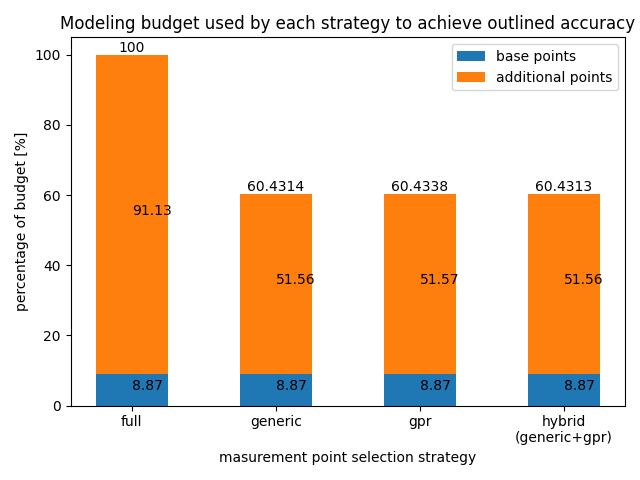 Modeling budget used by each strategy to achieve outlined accuracy
percentage of budget [%]
100
80
60
40
20
0
base points
additional points
100
60.4314
60.4338
60.4313
91.13
51.56
51.57
51.56
8.87
8.87
8.87
8.87
full
generic
gpr
hybrid
(generic+gpr)
masurement point selection strategy